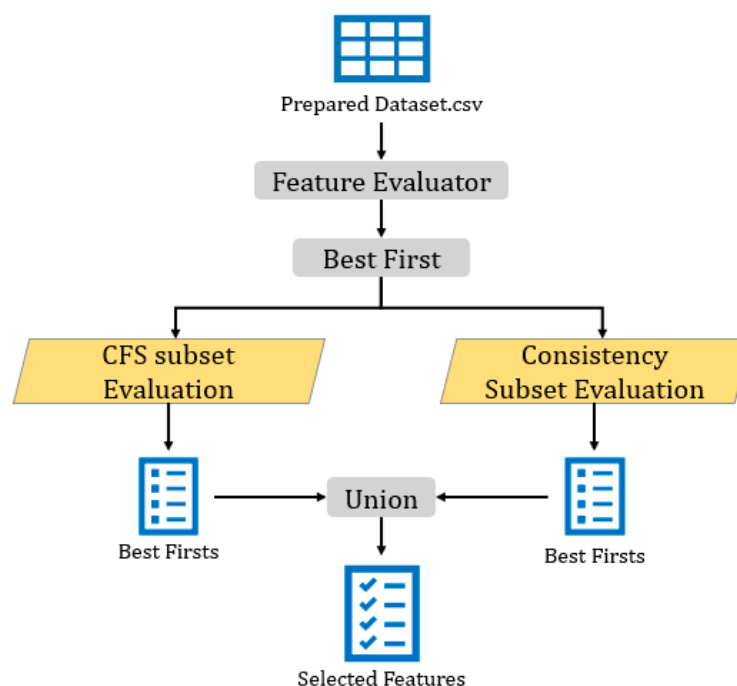 Prepared Dataset.csv
Feature Evaluator
Best First
CFS subset
Evaluation
Consistency
Subset Evaluation
Union
Best Firsts
Best Firsts
Selected Features